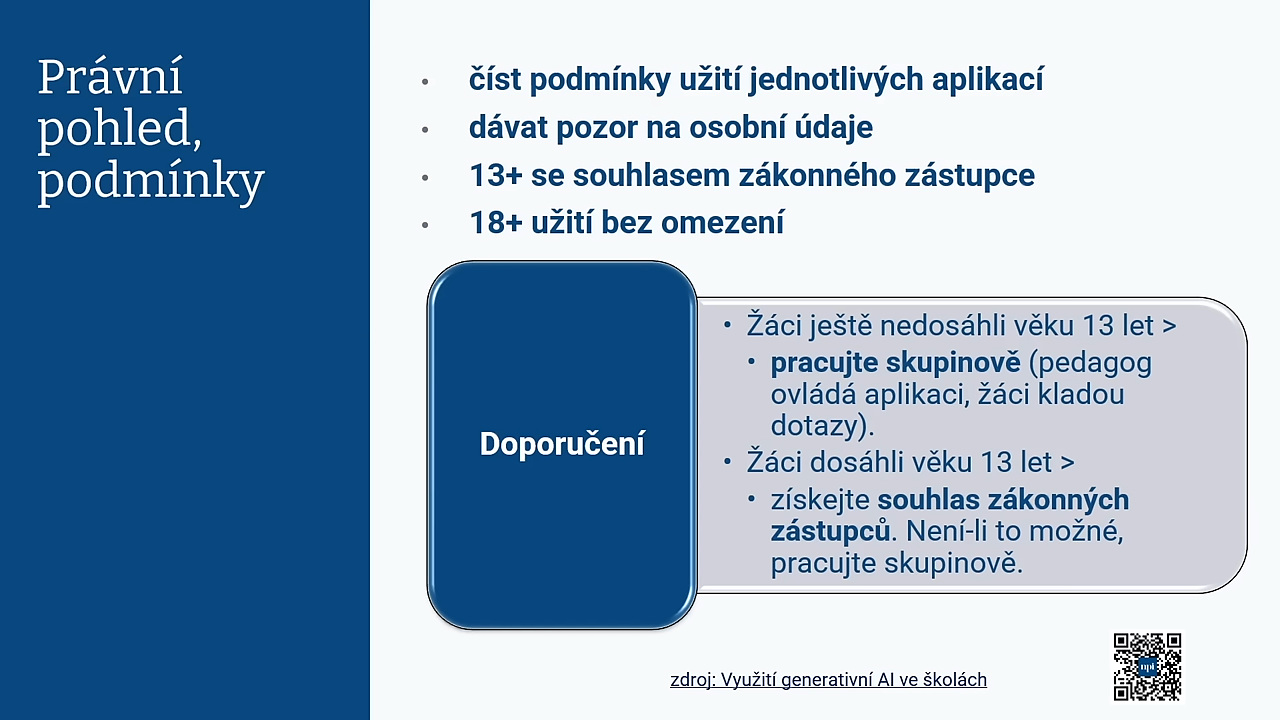 Právní
pohled,
podmínky
• číst podmínky užití jednotlivých aplikací
• dávat pozor na osobní údaje
• 13+ se souhlasem zákonného zástupce
• 18+ užití bez omezení
Doporučení
• Žáci ještě nedosáhli věku 13 let >
• pracujte skupinově (pedagog
ovládá aplikaci, žáci kladou
dotazy).
• Žáci dosáhli věku 13 let >
• získejte souhlas zákonných
zástupců. Není-li to možné,
pracujte skupinově.
zdroj: Využití generativní AI ve školách
npi